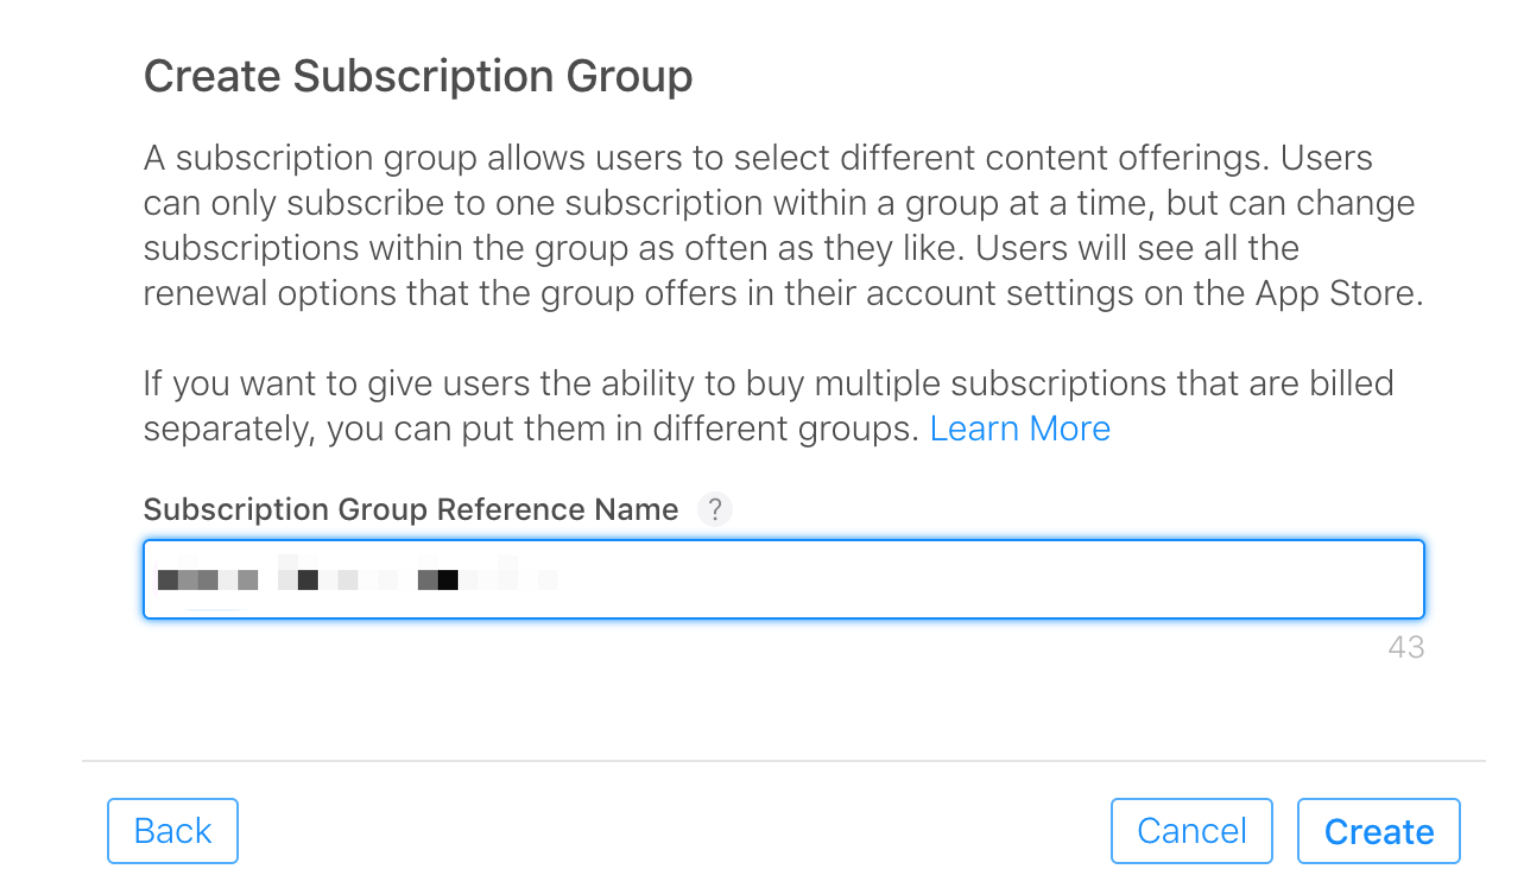 Create Subscription Group
A subscription group allows users to select different content offerings. Users
can only subscribe to one subscription within a group at a time, but can change
subscriptions within the group as often as they like. Users will see all the
renewal options that the group offers in their account settings on the App Store.
If you want to give users the ability to buy multiple subscriptions that are billed
separately, you can put them in different groups. Learn More
Subscription Group Reference Name ?
43
Back Cancel Create